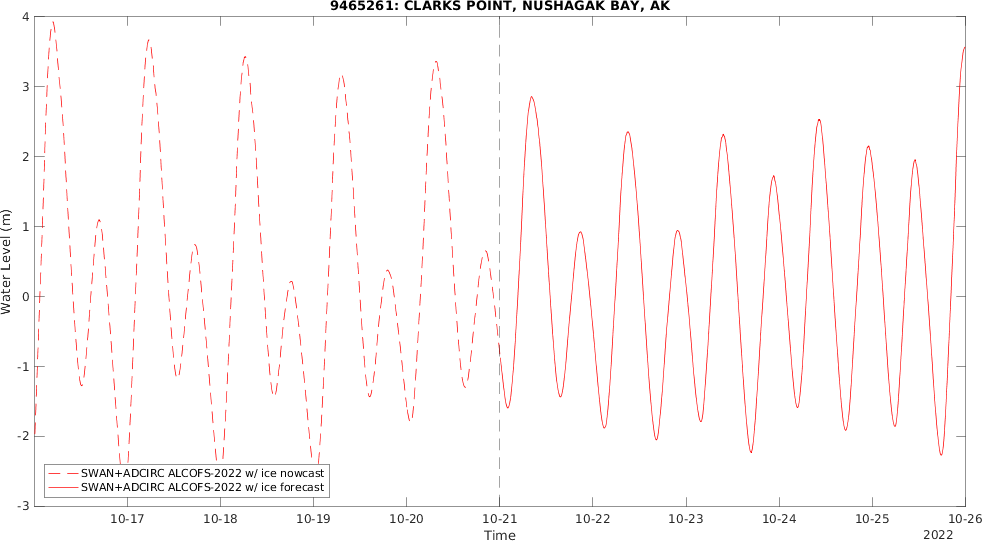 9465261: CLARKS POINT, NUSHAGAK BAY, AK
4
3
2
1
0
-1
-2
-3
Water Level (m)
SWAN+ADCIRC ALCOFS-2022 w/ ice nowcast
SWAN+ADCIRC ALCOFS-2022 w/ ice forecast
10-17 10-18 10-19 10-20 10-21 10-22 10-23 10-24 10-25 10-26
Time
2022